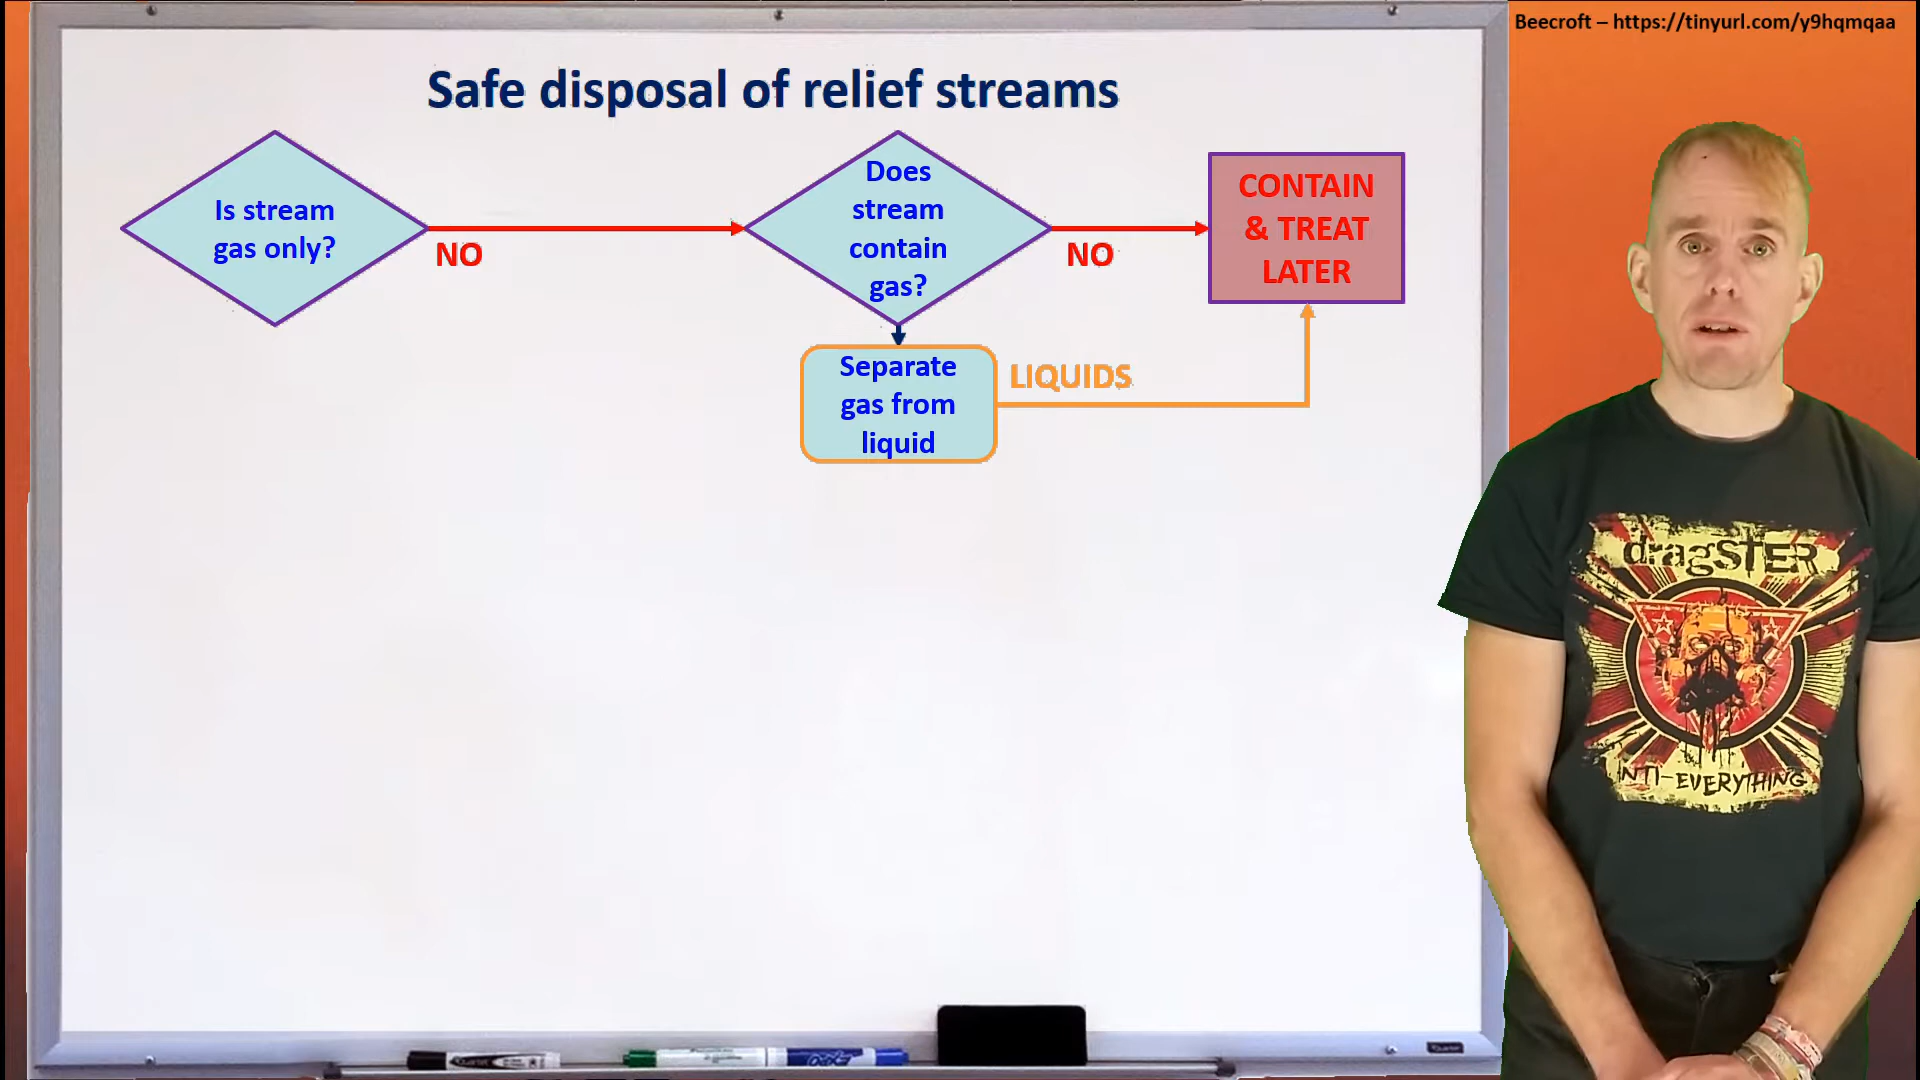 Beecroft – https://tinyurl.com/y9hqmqaa
Safe disposal of relief streams
Is stream
gas only?
NO
Does
stream
contain
gas?
NO
CONTAIN
& TREAT
LATER
Separate
gas from
liquid
LIQUIDS
dragSTER
NTI-EVERYTHING